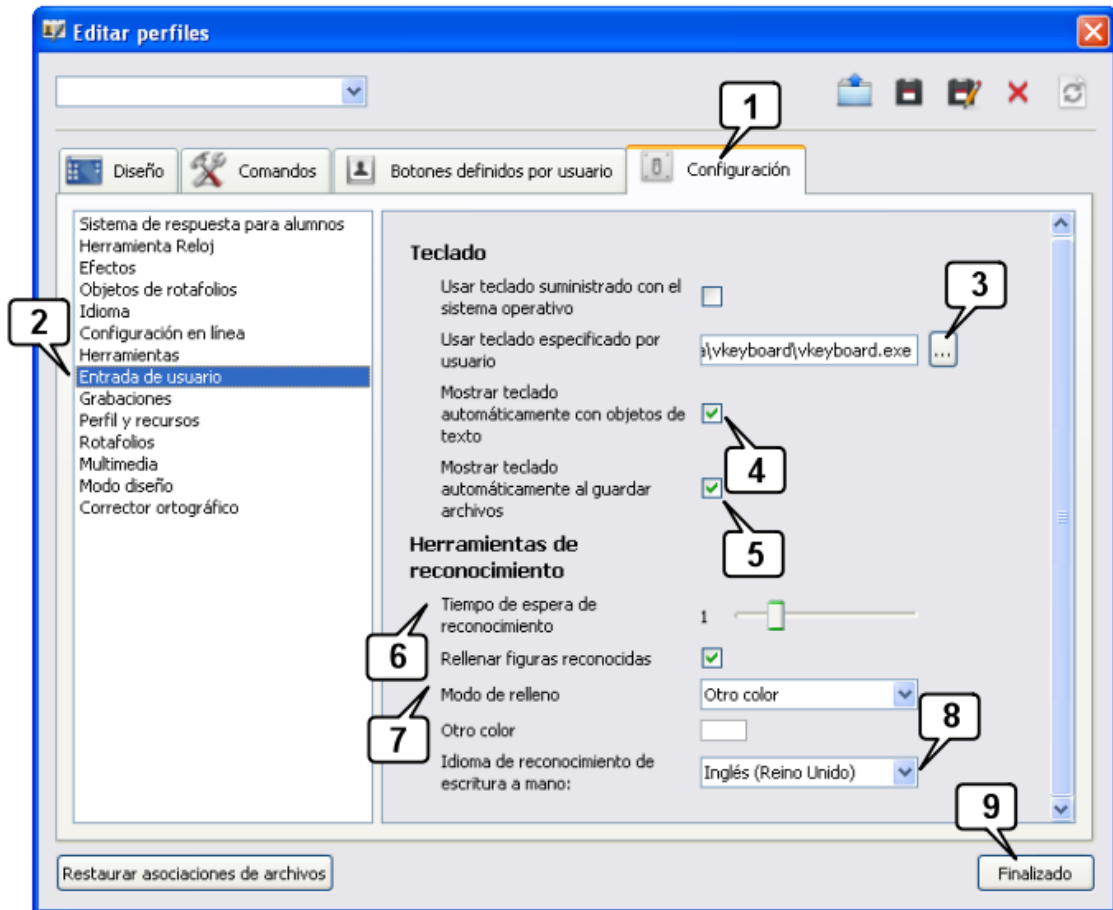 Editar perfiles
1
Diseño
Comandos
Botones definidos por usuario
Configuración
Sistema de respuesta para alumnos
Herramienta Reloj
Efectos
Objetos de rotafolios
Idioma
Configuración en línea
Herramientas
Entrada de usuario
Grabaciones
Perfil y recursos
Rotafolios
Multimedia
Modo diseño
Corrector ortográfico
2
Teclado
Usar teclado suministrado con el
sistema operativo
3
Usar teclado especificado por
usuario
a\vkeyboard\vkeyboard.exe
...
Mostrar teclado
automáticamente con objetos de
texto
4
Mostrar teclado
automáticamente al guardar
archivos
5
Herramientas de
reconocimiento
Tiempo de espera de
reconocimiento
1
6
Rellenar figuras reconocidas
Modo de relleno
Otro color
7
Otro color
8
Idioma de reconocimiento de
escritura a mano:
Inglés (Reino Unido)
9
Restaurar asociaciones de archivos
Finalizado